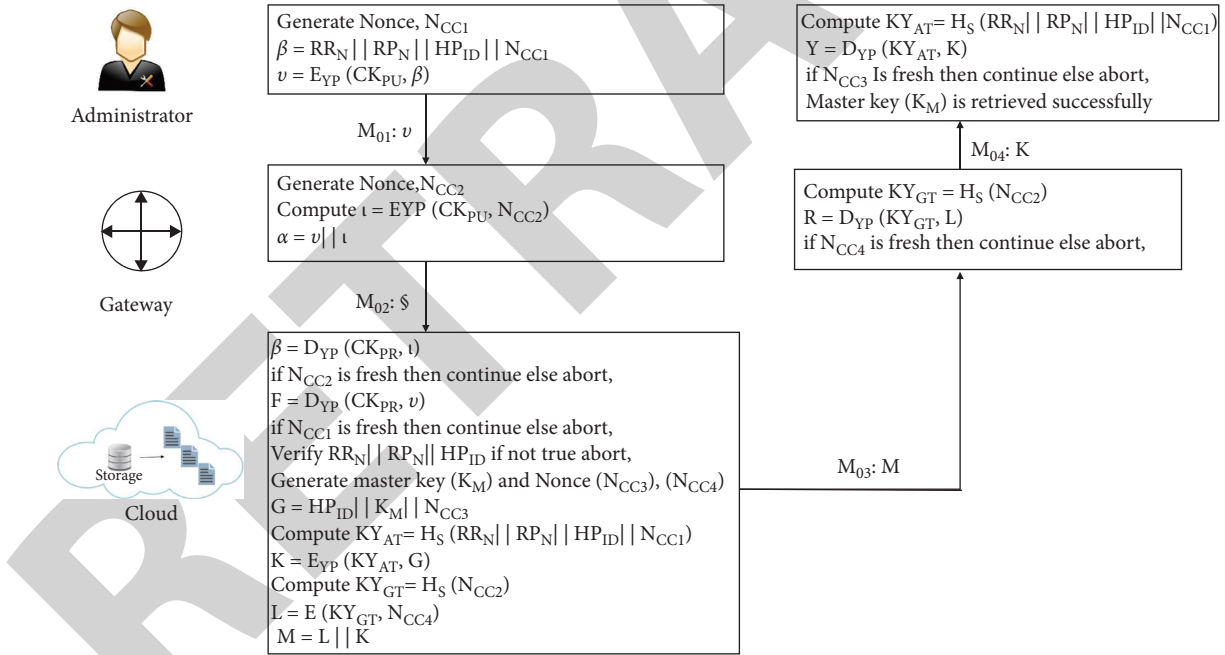 Administrator
Gateway
Storage
Cloud
Generate Nonce, N_CC1
β = RR_N| | RP_N| | HP_ID| | N_CC1
υ = E_YP (CK_PU, β)
M_01: υ
Generate Nonce,N_CC2
Compute ι = EYP (CK_PU, N_CC2)
α = υ| | ι
M_02: §
β = D_YP (CK_PR, ι)
if N_CC2 is fresh then continue else abort,
F = D_YP (CK_PR, υ)
if N_CC1 is fresh then continue else abort,
Verify RR_N| | RP_N|| HP_ID if not true abort,
Generate master key (K_M) and Nonce (N_CC3), (N_CC4)
G = HP_ID| | K_M| | N_CC3
Compute KY_AT= H_S (RR_N| | RP_N| | HP_ID| | N_CC1)
K = E_YP (KY_AT, G)
Compute KY_GT= H_S (N_CC2)
L = E (KY_GT, N_CC4)
M = L | | K
M_03: M
Compute KY_GT = H_S (N_CC2)
R = D_YP (KY_GT, L)
if N_CC4 is fresh then continue else abort,
M_04: K
Compute KY_AT= H_S (RR_N| | RP_N| | HP_ID| |N_CC1)
Y = D_YP (KY_AT, K)
if N_CC3 Is fresh then continue else abort,
Master key (K_M) is retrieved successfully
RETRA